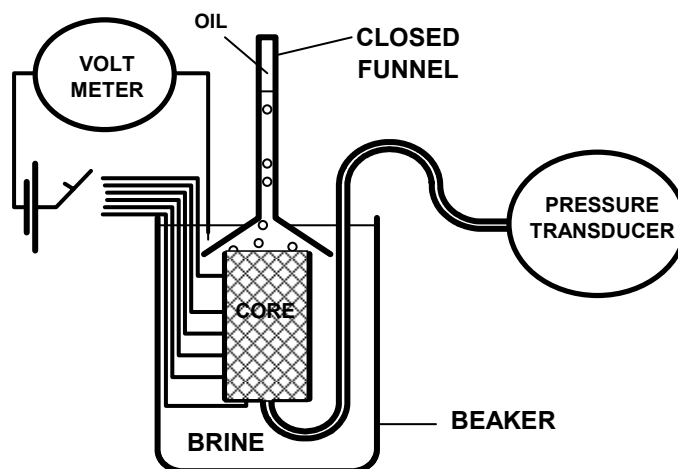 OIL
CLOSED
FUNNEL
VOLT
METER
PRESSURE
TRANSDUCER
CORE
BEAKER
BRINE